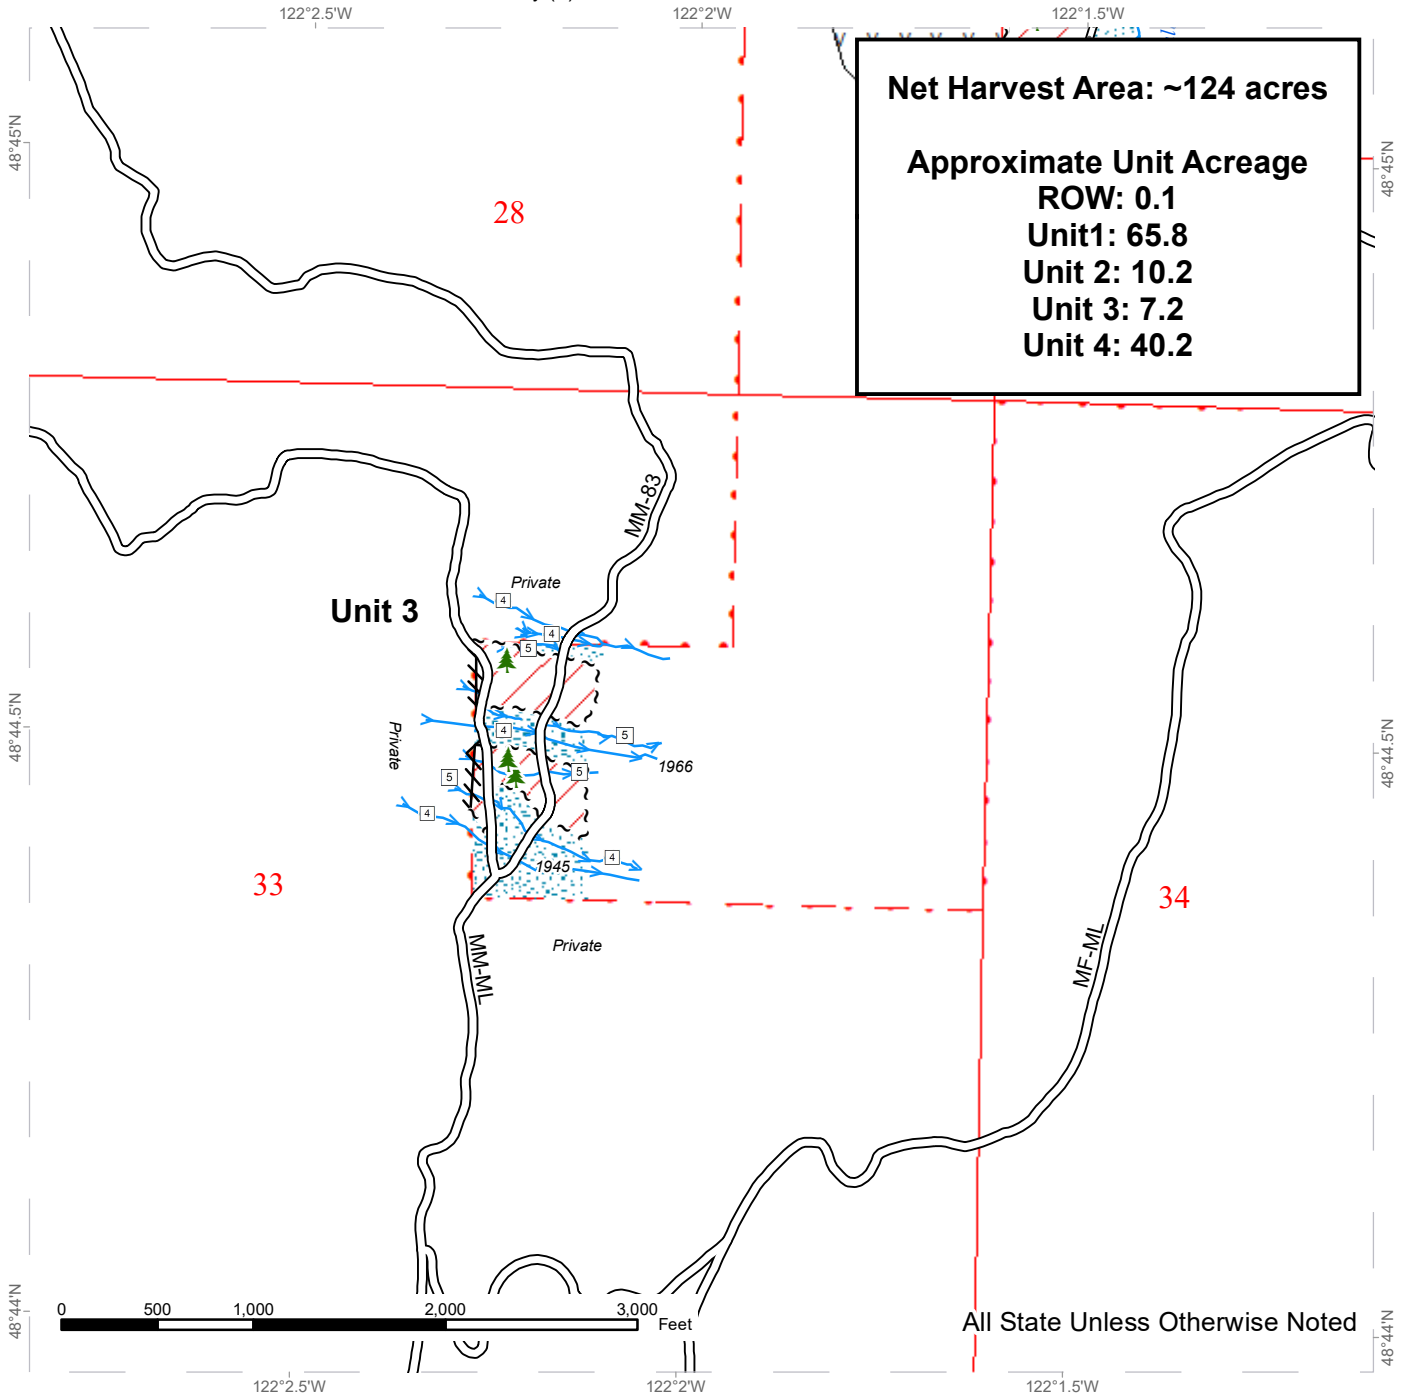 122°2.5'W
122°2'W
122°1.5'W
48°45'N
48°45'N
Net Harvest Area: ~124 acres
Approximate Unit Acreage
ROW: 0.1
Unit1: 65.8
Unit 2: 10.2
Unit 3: 7.2
Unit 4: 40.2
28
MM-83
Private
4
Unit 3
4
5
48°44.5'N
Private
4
5
48°44.5'N
1966
5
5
4
4
1945
33
34
Private
MM-ML
MF-ML
48°44'N
0
500
1,000
2,000
3,000
Feet
All State Unless Otherwise Noted
48°44'N
122°2.5'W
122°2'W
122°1.5'W